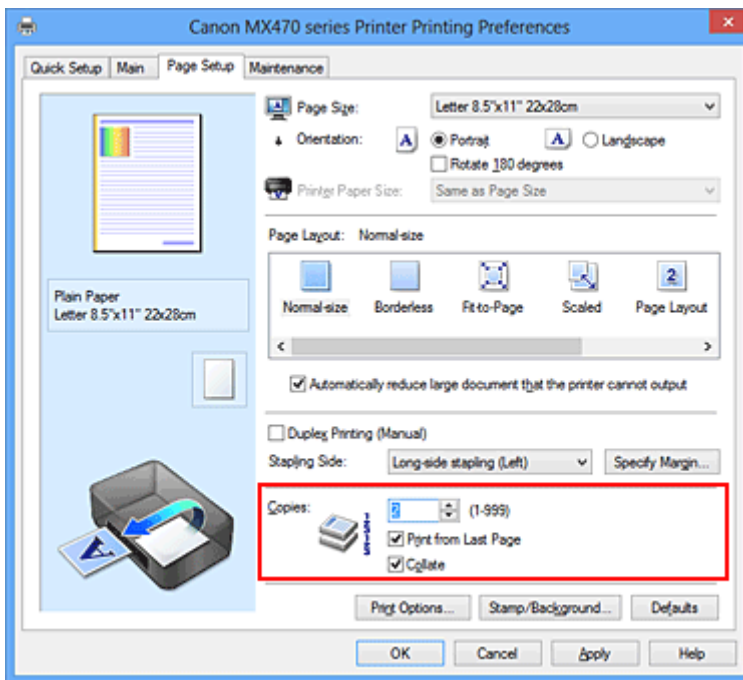 Canon MX470 series Printer Printing Preferences
Quick Setup Main Page Setup Maintenance
Page Size: Letter 8.5"x11" 22x28cm
Orientation: A Portrait A Landscape
Rotate 180 degrees
Printer Paper Size: Same as Page Size
Page Layout: Normal-size
2
Normal-size Borderless Fit-to-Page Scaled Page Layout
Plain Paper
Letter 8.5"x11" 22x28cm
Automatically reduce large document that the printer cannot output
Duplex Printing (Manual)
Stapling Side: Long-side stapling (Left) Specify Margin...
Copies: 2 (1-999)
Print from Last Page
Collate
A
Print Options... Stamp/Background... Defaults
OK Cancel Apply Help